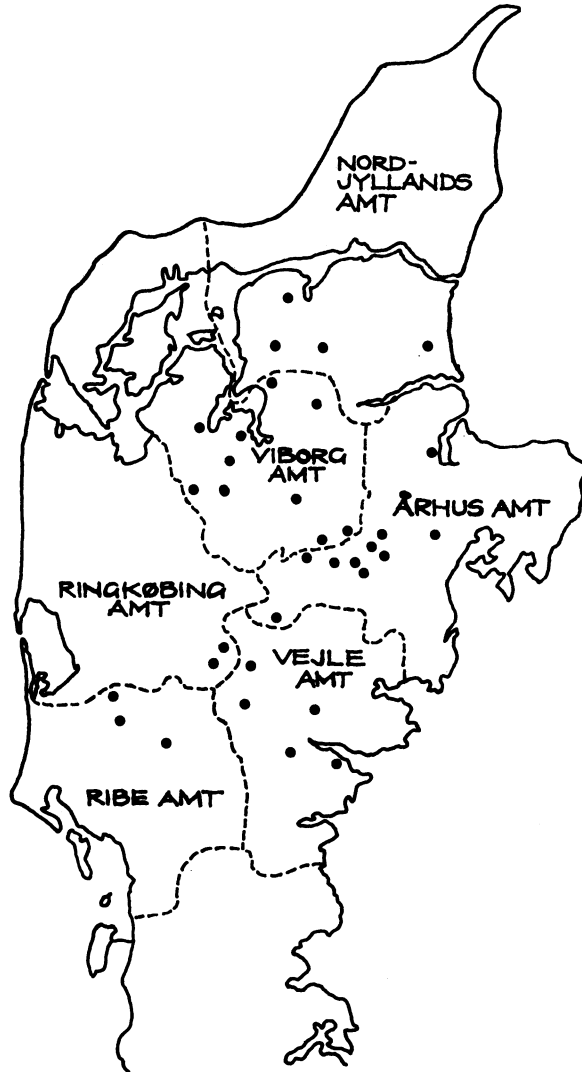 NORD-
JYLLANDS
AMT
VIBORG
AMT
ÅRHUS AMT
RINGKØBING
AMT
VEJLE
AMT
RIBE AMT